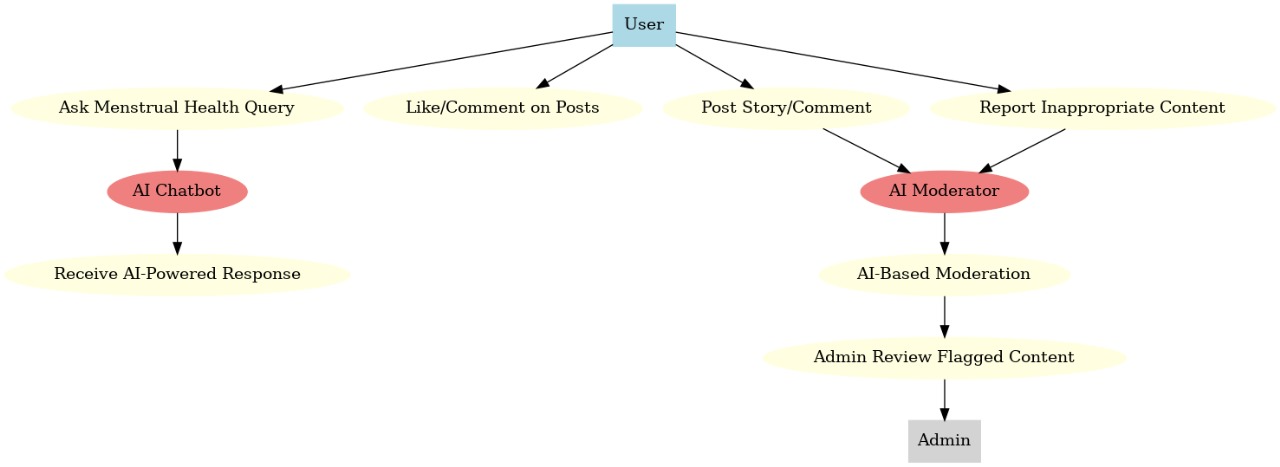 User
Ask Menstrual Health Query
Like/Comment on Posts
Post Story/Comment
Report Inappropriate Content
AI Chatbot
AI Moderator
Receive AI-Powered Response
AI-Based Moderation
Admin Review Flagged Content
Admin